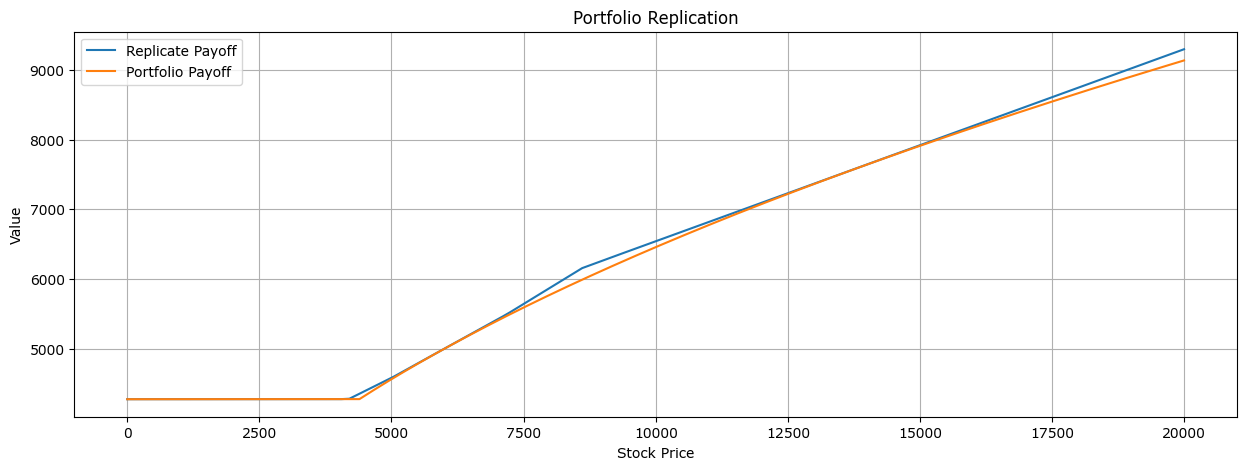 Portfolio Replication
Replicate Payoff
Portfolio Payoff
Value
9000
8000
7000
6000
5000
0
2500
5000
7500
10000
12500
15000
17500
20000
Stock Price